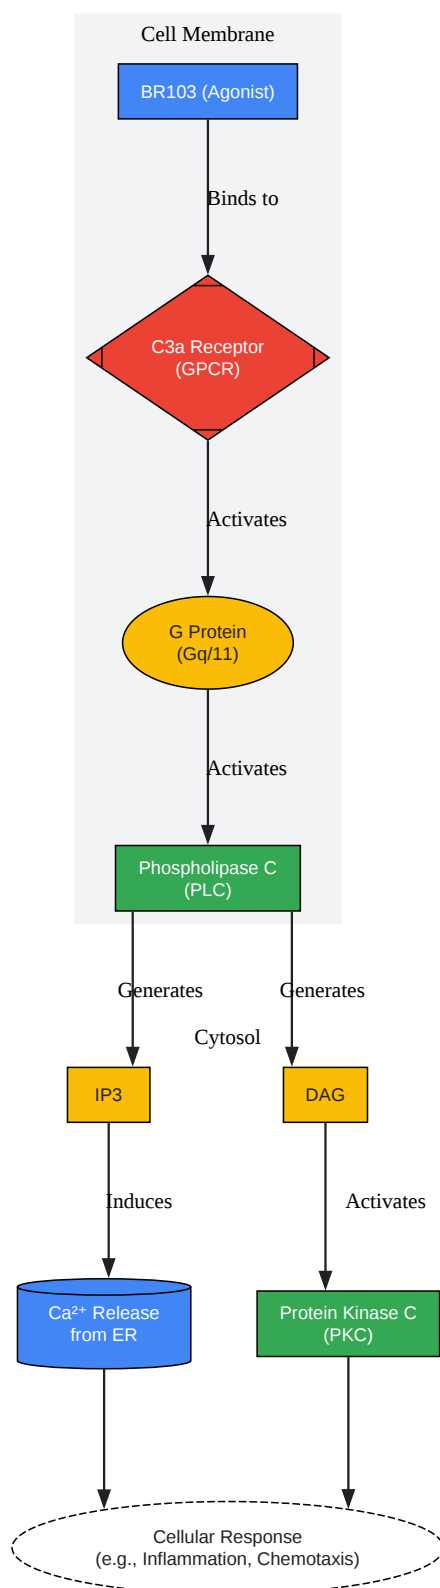 Cell Membrane
BR103 (Agonist)
Binds to
C3a Receptor
(GPCR)
Activates
G Protein
(Gq/11)
Activates
Phospholipase C
(PLC)
Generates
Generates
Cytosol
IP3
DAG
Induces
Activates
Ca²⁺ Release
from ER
Protein Kinase C
(PKC)
Cellular Response
(e.g., Inflammation, Chemotaxis)